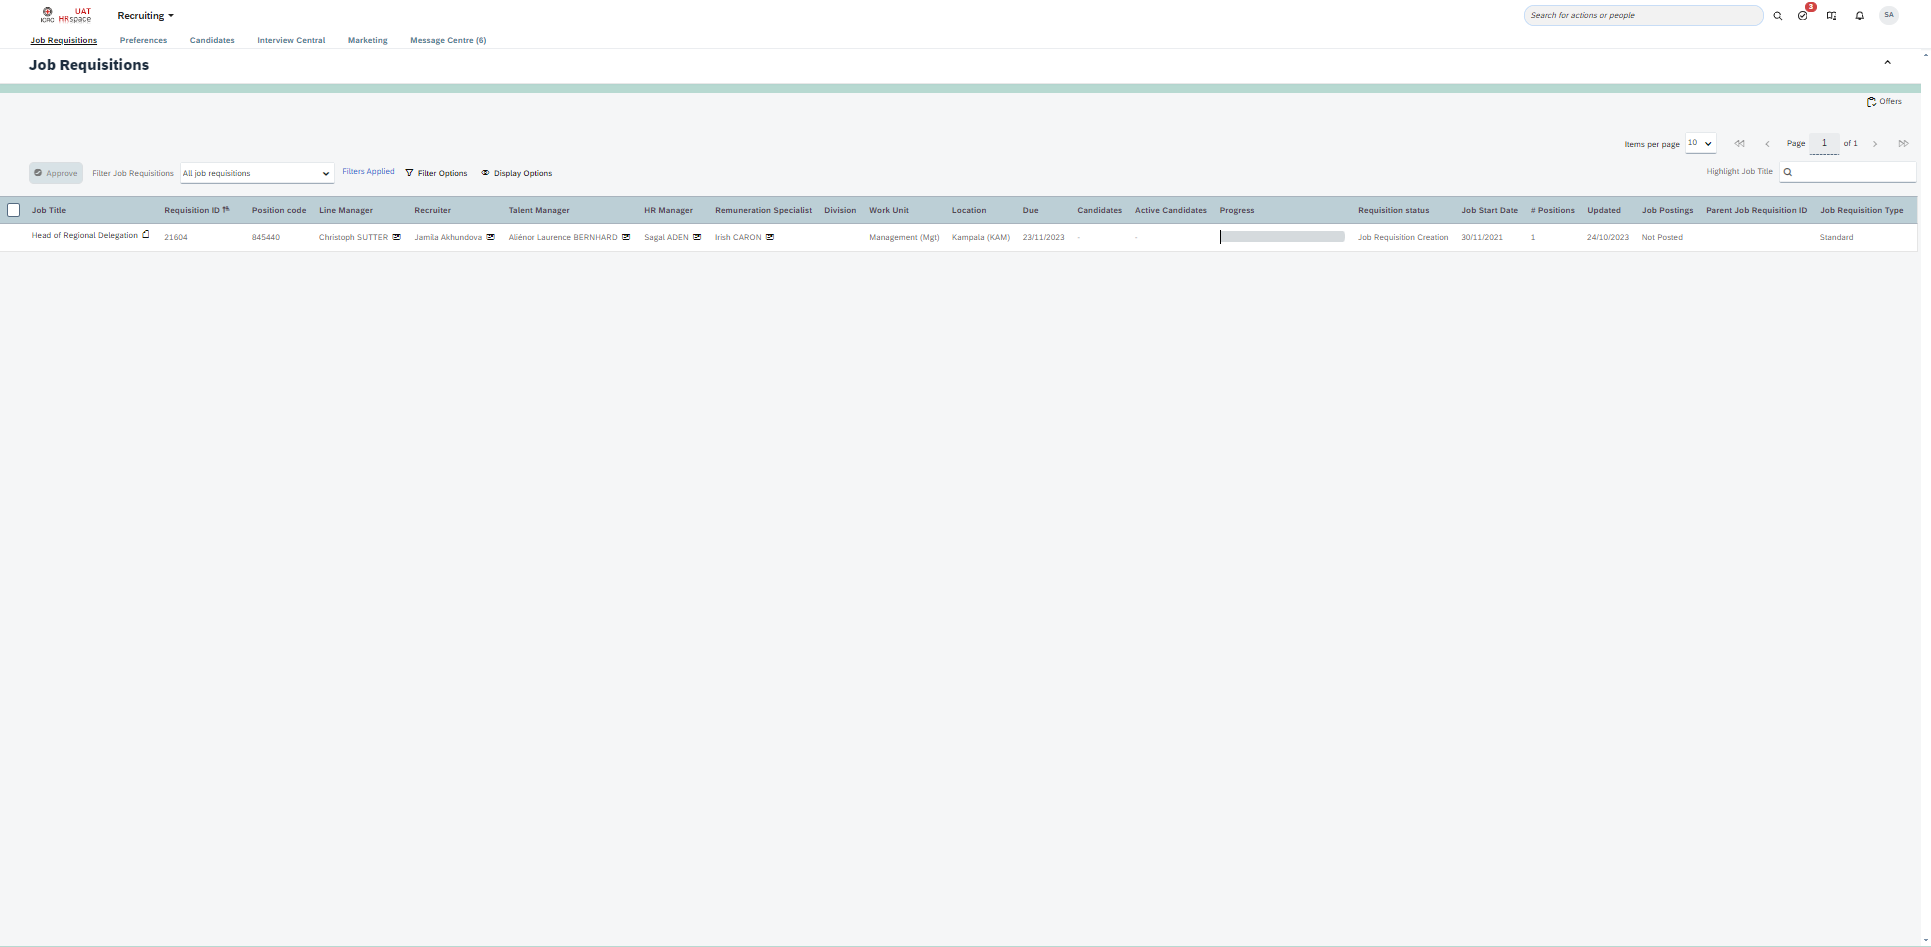 ICRC UAT HRspace Recruiting Search for actions or people 3 SA
Job Requisitions Preferences Candidates Interview Central Marketing Message Centre (6)
Job Requisitions
Offers
Items per page 10 Page 1 of 1
Approve Filter Job Requisitions All job requisitions Filters Applied Filter Options Display Options Highlight Job Title
Job Title Requisition ID Position code Line Manager Recruiter Talent Manager HR Manager Remuneration Specialist Division Work Unit Location Due Candidates Active Candidates Progress Requisition status Job Start Date # Positions Updated Job Postings Parent Job Requisition ID Job Requisition Type
Head of Regional Delegation 21604 845440 Christoph SUTTER Jamila Akhundova Aliénor Laurence BERNHARD Sagal ADEN Irish CARON Management (Mgt) Kampala (KAM) 23/11/2023 - - Job Requisition Creation 30/11/2021 1 24/10/2023 Not Posted Standard